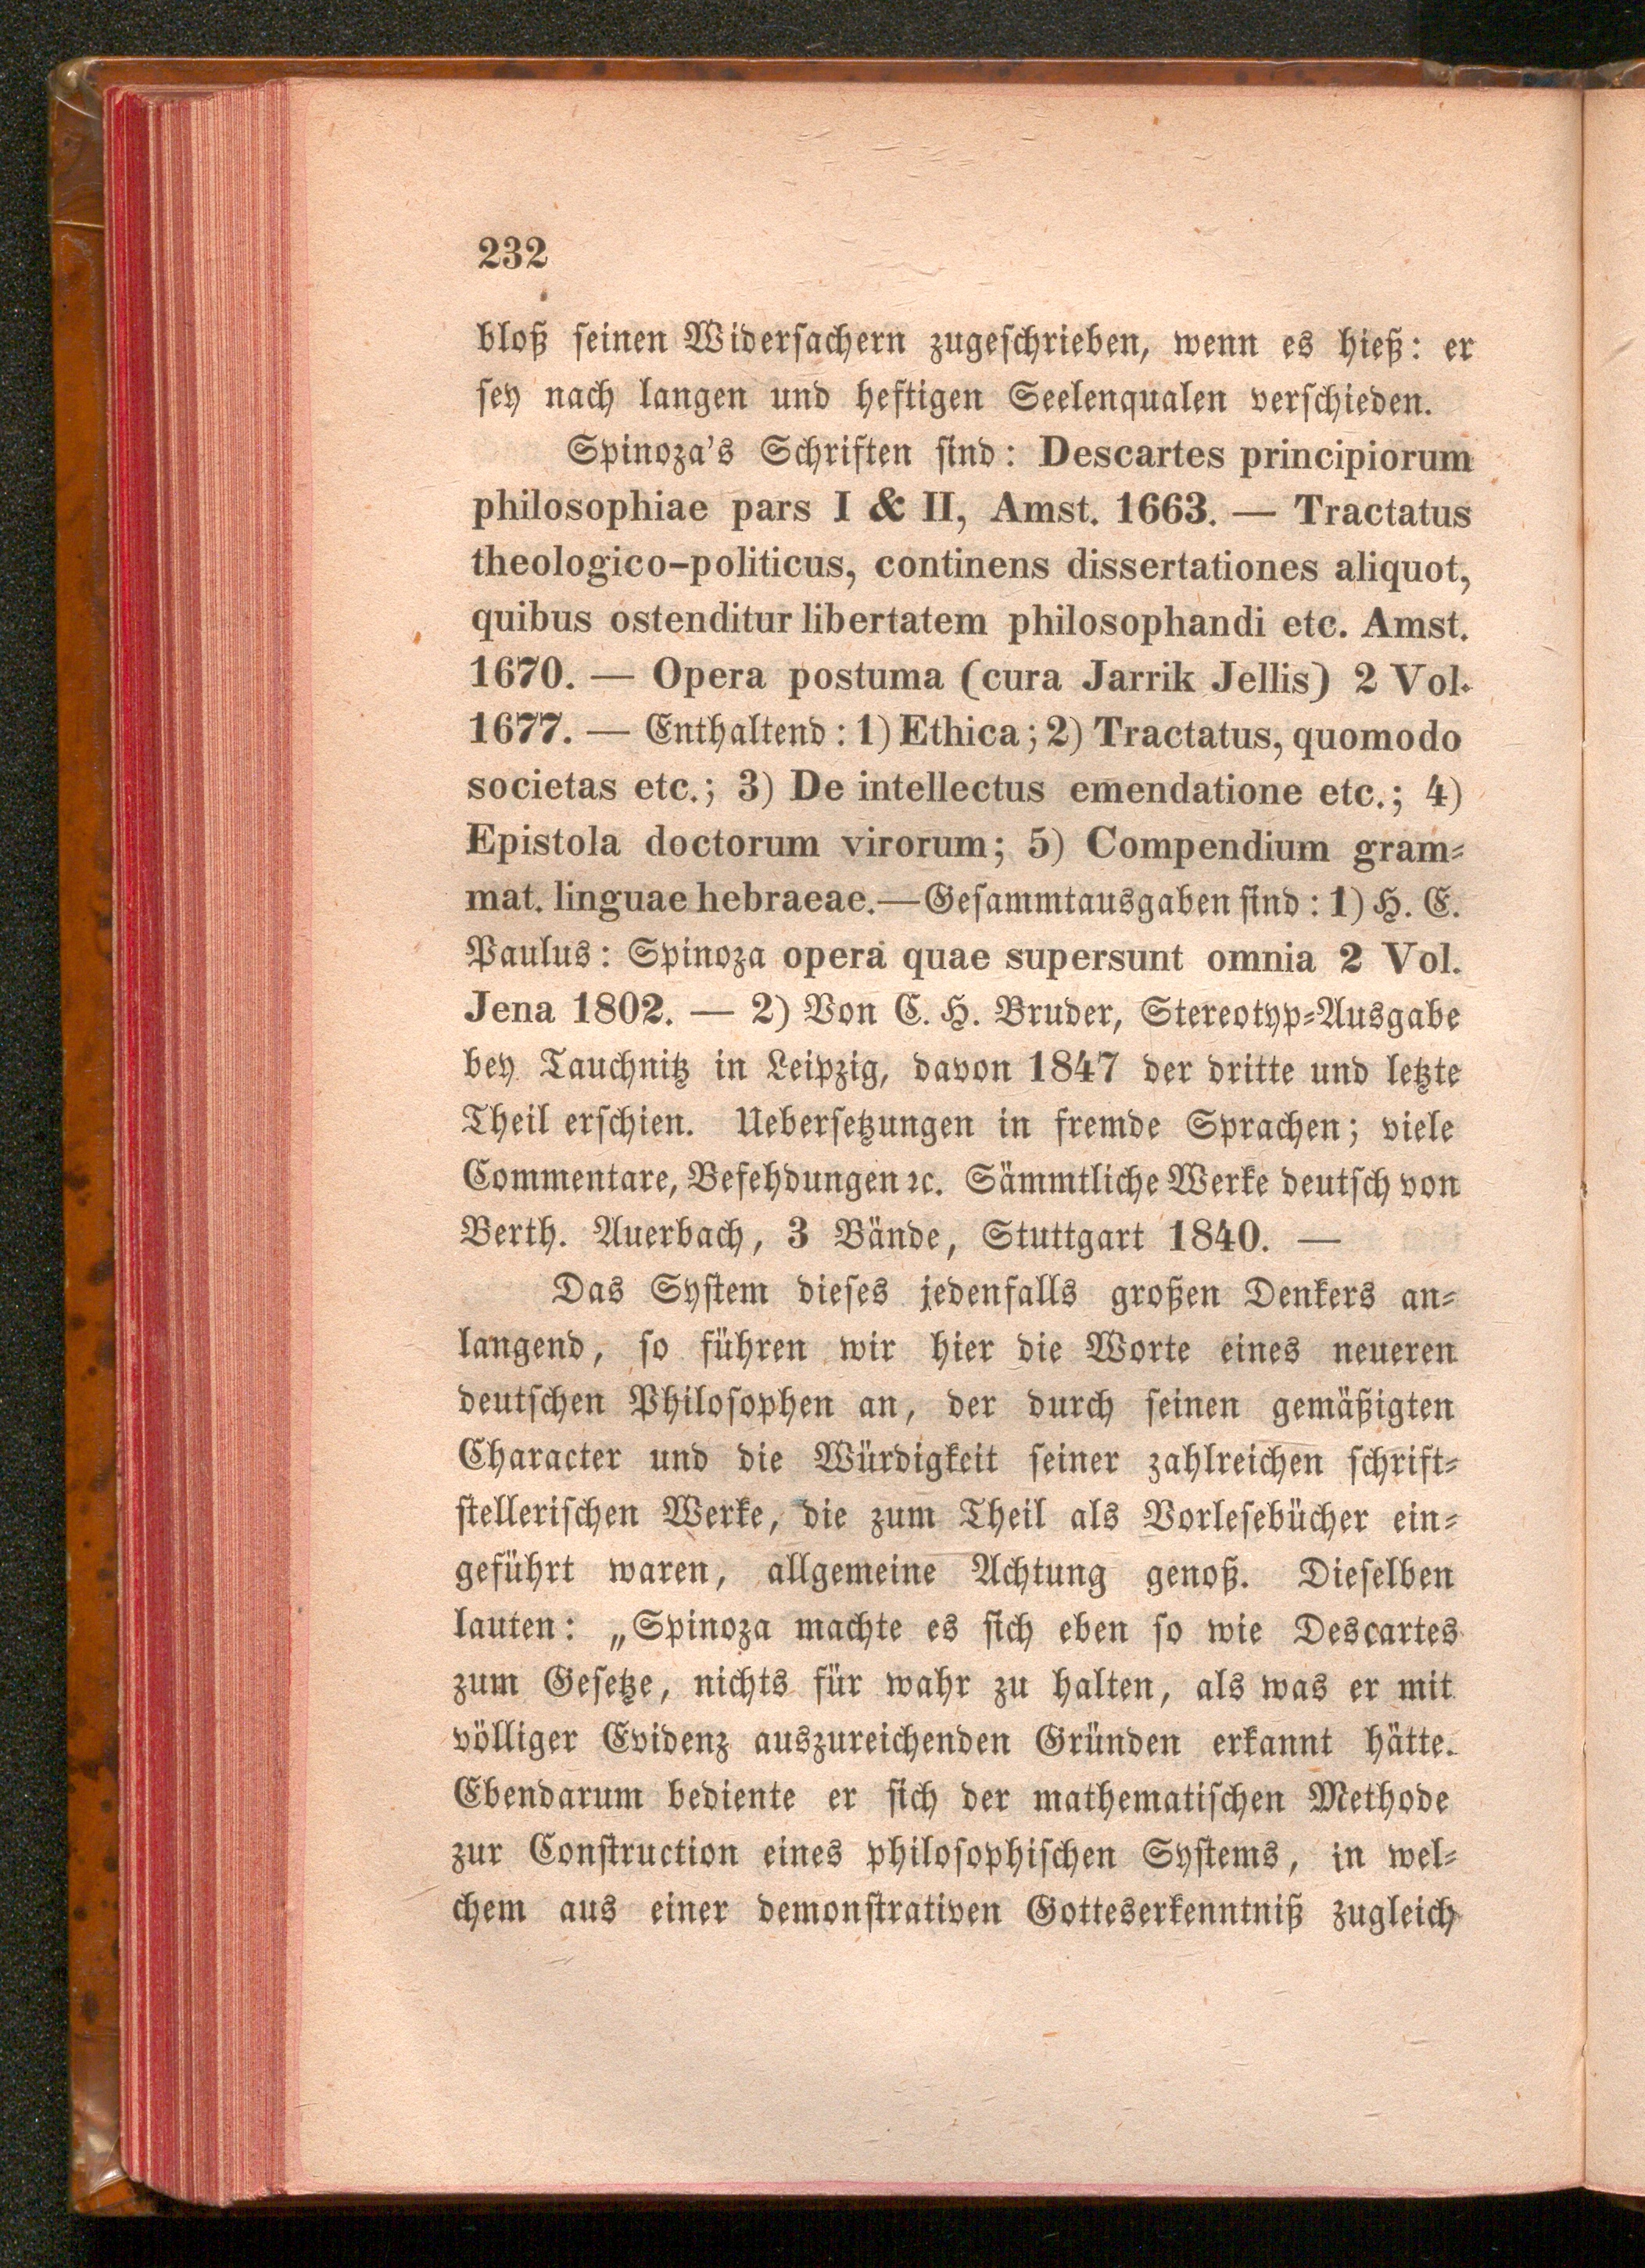 232
bloß seinen Widersachern zugeschrieben, wenn es hieß: er
sey nach langen und heftigen Seelenqualen verschieden.
Spinoza's Schriften sind: Descartes principiorum
philosophiae pars I & II, Amst. 1663. — Tractatus
theologico-politicus, continens dissertationes aliquot,
quibus ostenditur libertatem philosophandi etc. Amst.
1670. — Opera postuma (cura Jarrik Jellis) 2 Vol.
1677. — Enthaltend: 1) Ethica; 2) Tractatus, quomodo
societas etc.; 3) De intellectus emendatione etc.; 4)
Epistola doctorum virorum; 5) Compendium gram-
mat. linguae hebraeae.—Gesammtausgaben sind: 1) H. E.
Paulus: Spinoza opera quae supersunt omnia 2 Vol.
Jena 1802. — 2) Von C. H. Bruder, Stereotyp-Ausgabe
bey Tauchnitz in Leipzig, davon 1847 der dritte und letzte
Theil erschien. Uebersetzungen in fremde Sprachen; viele
Commentare, Befehdungen ꝛc. Sämmtliche Werke deutsch von
Berth. Auerbach, 3 Bände, Stuttgart 1840. —
Das System dieses jedenfalls großen Denkers an-
langend, so führen wir hier die Worte eines neueren
deutschen Philosophen an, der durch seinen gemäßigten
Character und die Würdigkeit seiner zahlreichen schrift-
stellerischen Werke, die zum Theil als Vorlesebücher ein-
geführt waren, allgemeine Achtung genoß. Dieselben
lauten: „Spinoza machte es sich eben so wie Descartes
zum Gesetze, nichts für wahr zu halten, als was er mit
völliger Evidenz auszureichenden Gründen erkannt hätte.
Ebendarum bediente er sich der mathematischen Methode
zur Construction eines philosophischen Systems, in wel-
chem aus einer demonstrativen Gotteserkenntniß zugleich